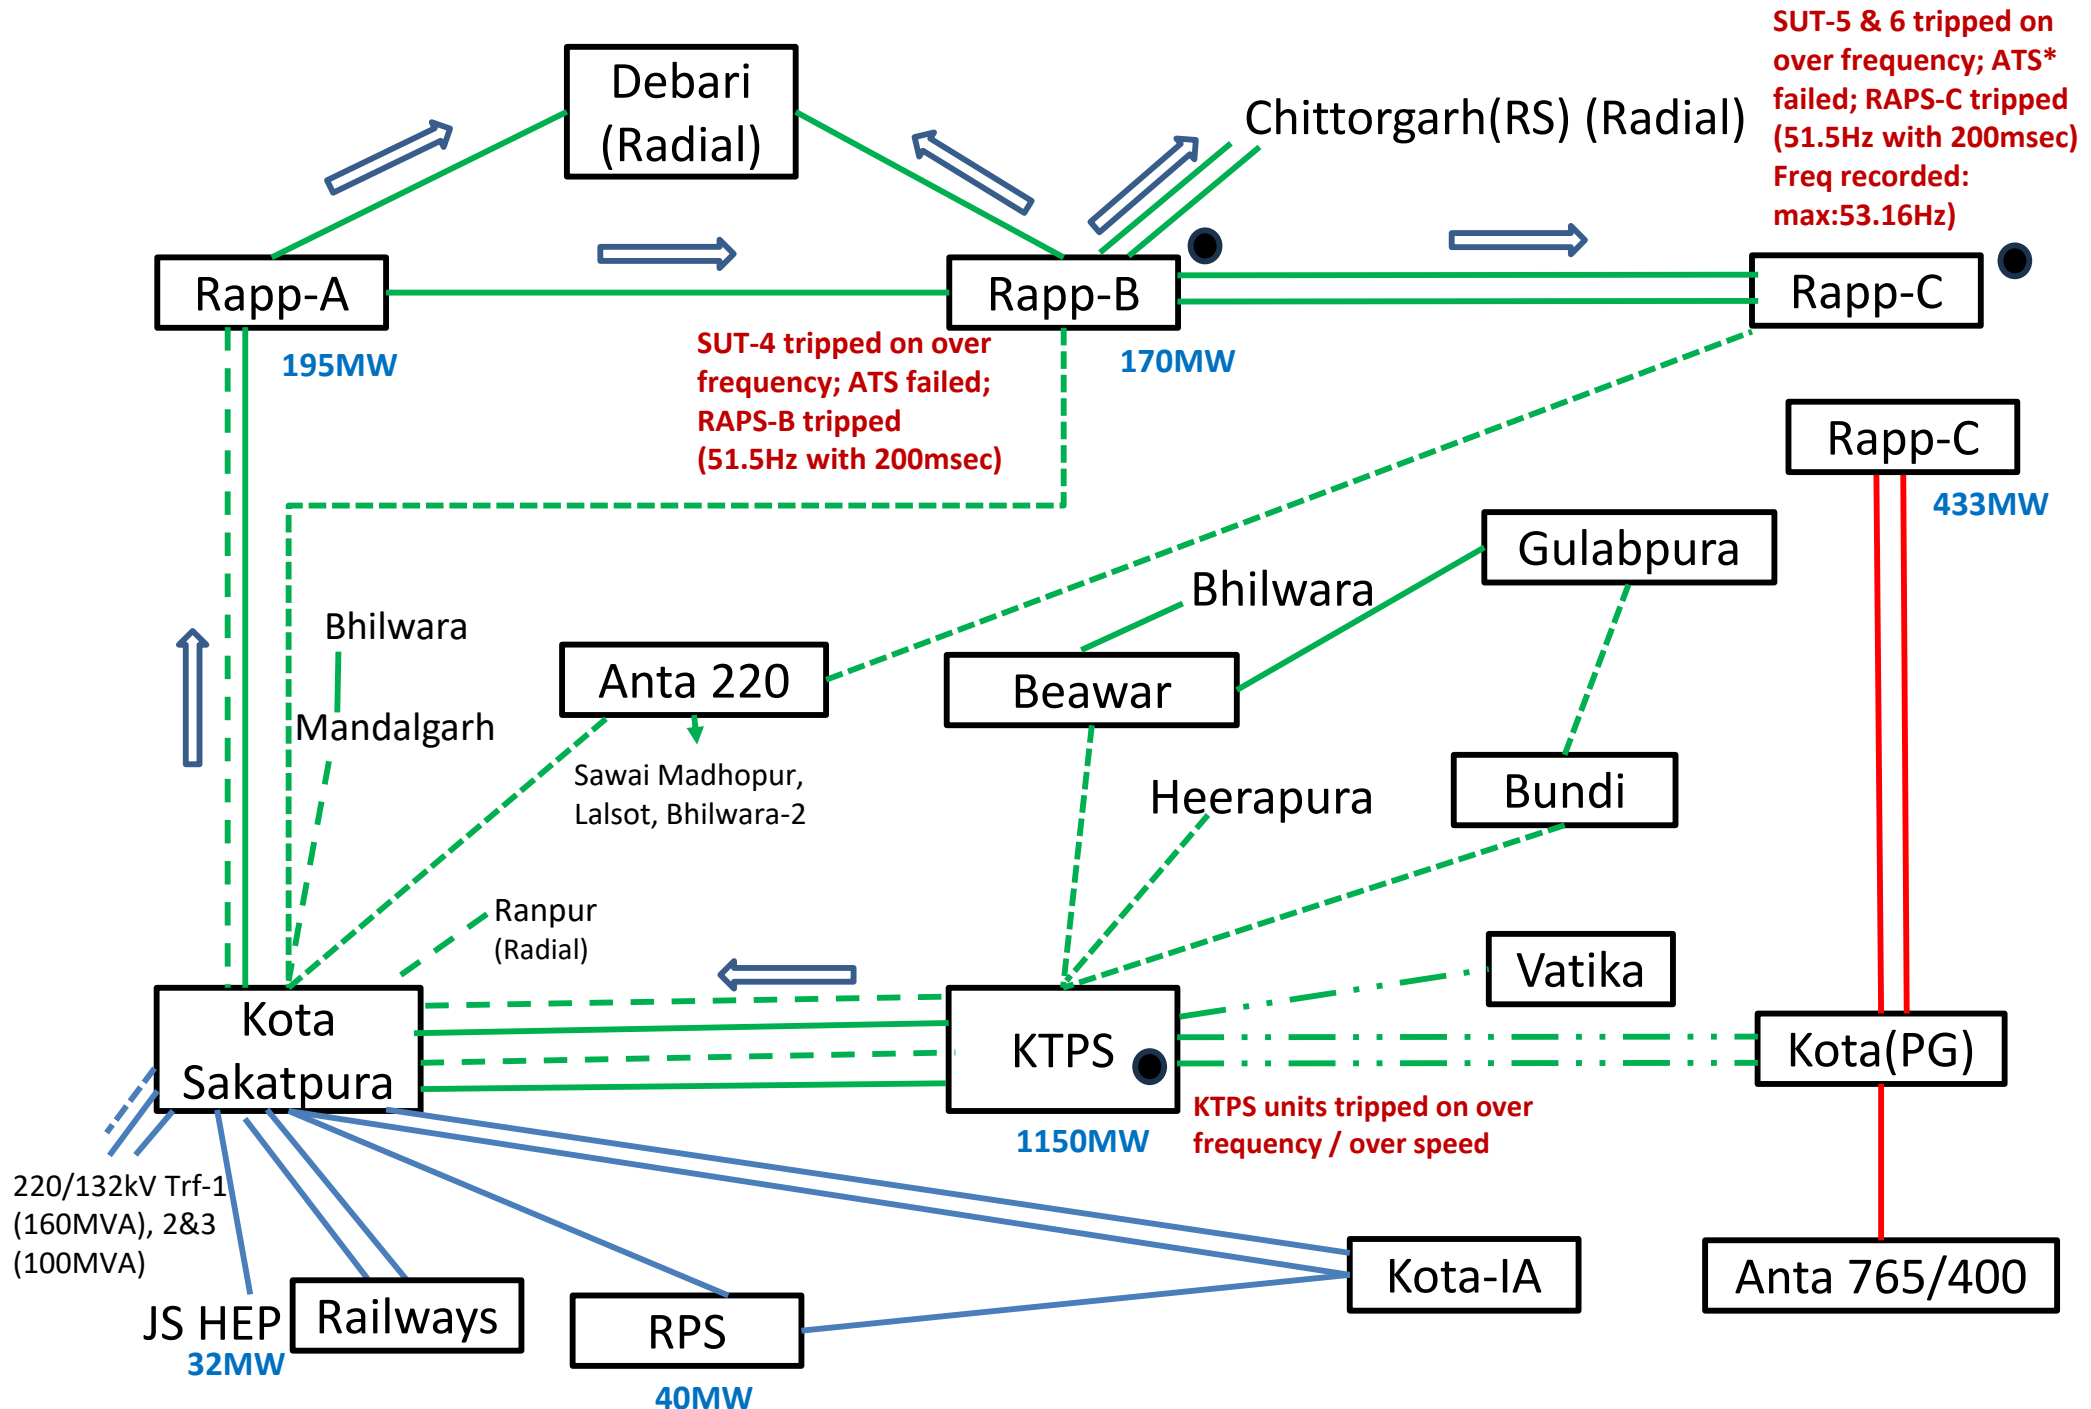 SUT-5 & 6 tripped on
over frequency; ATS*
failed; RAPS-C tripped
(51.5Hz with 200msec)
Freq recorded:
max:53.16Hz)
Debari
(Radial)
Chittorgarh(RS) (Radial)
Rapp-A
Rapp-B
Rapp-C
195MW
SUT-4 tripped on over
frequency; ATS failed;
RAPS-B tripped
(51.5Hz with 200msec)
170MW
Rapp-C
433MW
Gulabpura
Bhilwara
Bhilwara
Anta 220
Beawar
Mandalgarh
Sawai Madhopur,
Lalsot, Bhilwara-2
Heerapura
Bundi
Ranpur
(Radial)
Vatika
Kota
Sakatpura
KTPS
Kota(PG)
1150MW
KTPS units tripped on over
frequency / over speed
220/132kV Trf-1
(160MVA), 2&3
(100MVA)
JS HEP
32MW
Railways
RPS
40MW
Kota-IA
Anta 765/400